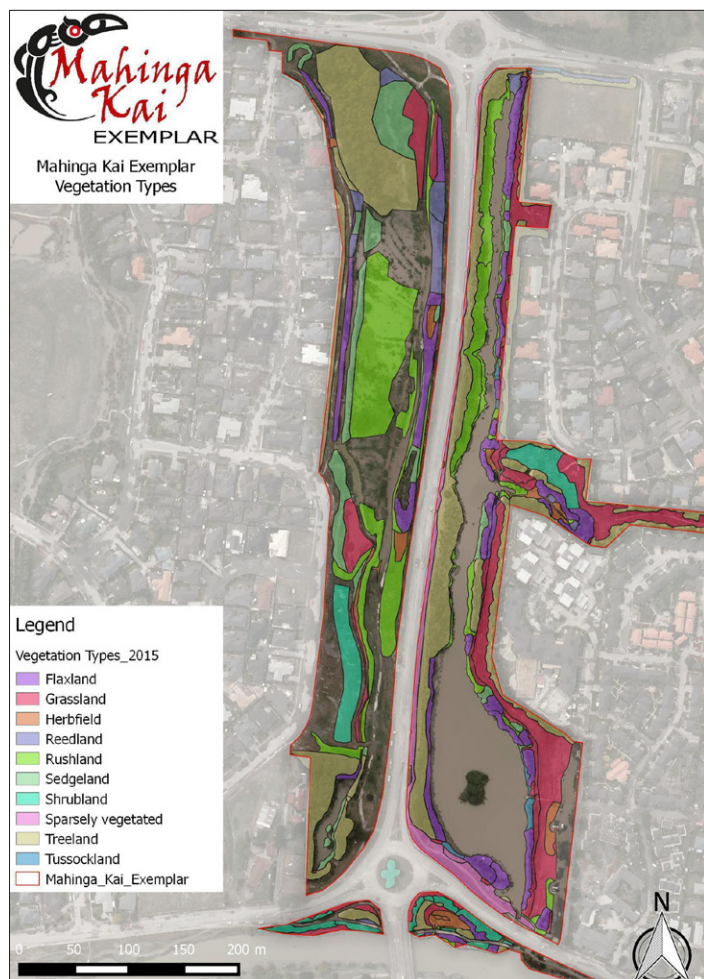 Mahinga
Kai
EXEMPLAR
Mahinga Kai Exemplar
Vegetation Types
Legend
Vegetation Types_2015
Flaxland
Grassland
Herbfield
Reedland
Rushland
Sedgeland
Shrubland
Sparsely vegetated
Treeland
Tussockland
Mahinga_Kai_Exemplar
0 50 100 150 200 m
N